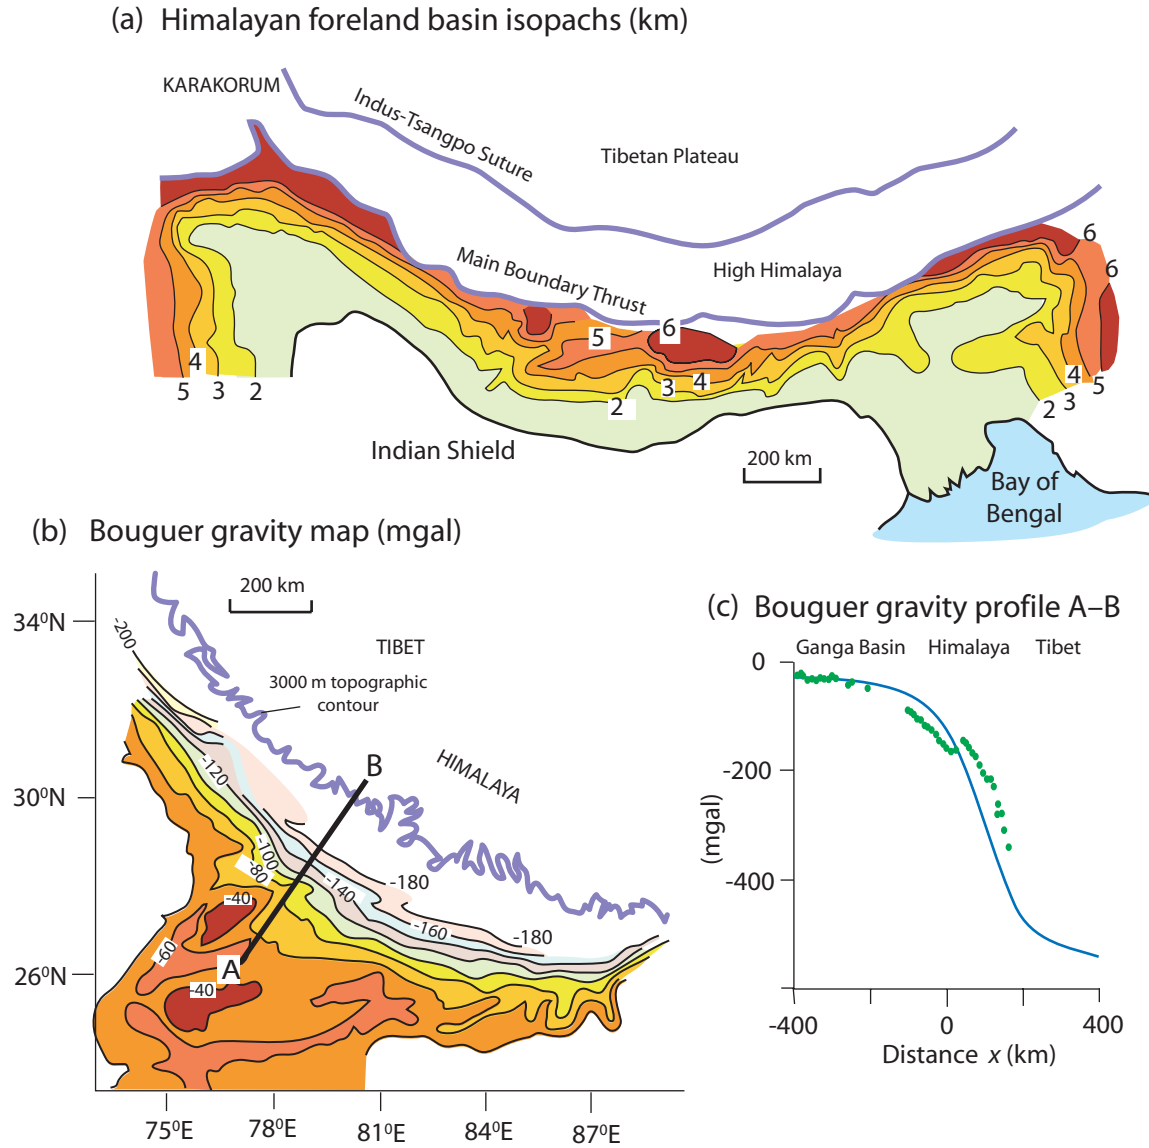 (a) Himalayan foreland basin isopachs (km)
KARAKORUM
Indus-Tsangpo Suture
Tibetan Plateau
Main Boundary Thrust
High Himalaya
6
6
5
6
4
5
3
2
2
3
4
2
3
4
5
Indian Shield
200 km
Bay of
Bengal
(b) Bouguer gravity map (mgal)
200 km
34⁰N
30⁰N
26⁰N
-200
TIBET
3000 m topographic
contour
HIMALAYA
B
-120
-100
-80
-140
-180
-40
-160
-180
-60
A
-40
75⁰E
78⁰E
81⁰E
84⁰E
87⁰E
(c) Bouguer gravity profile A–B
Ganga Basin
Himalaya
Tibet
0
-200
-400
(mgal)
-400
0
400
Distance x (km)